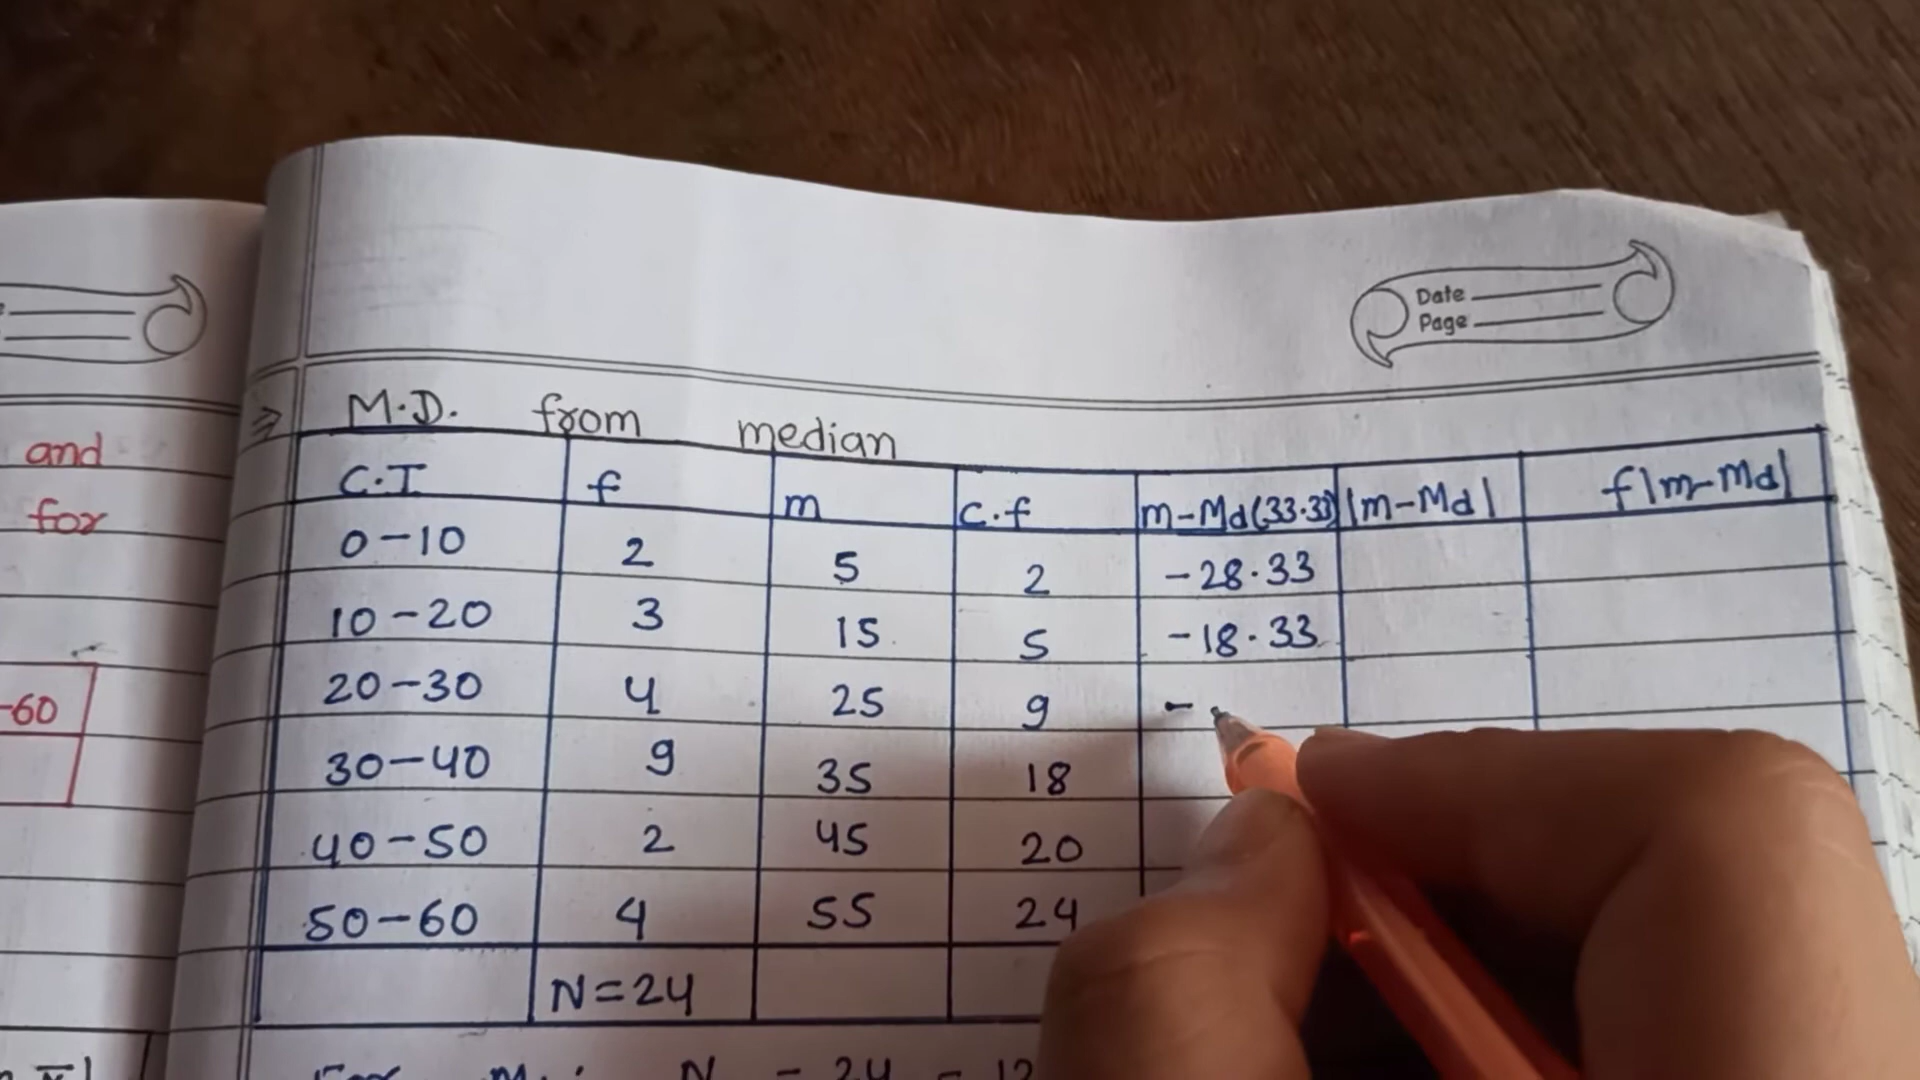 Date
Page
and
for
-60
M.D. from median
C.I f m c.f m-Md(33.33) |m-Md| f|m-Md|
0-10 2 5 2 -28.33
10-20 3 15 5 -18.33
20-30 4 25 9 -
30-40 9 35 18
40-50 2 45 20
50-60 4 55 24
N=24
N = 24 = 12